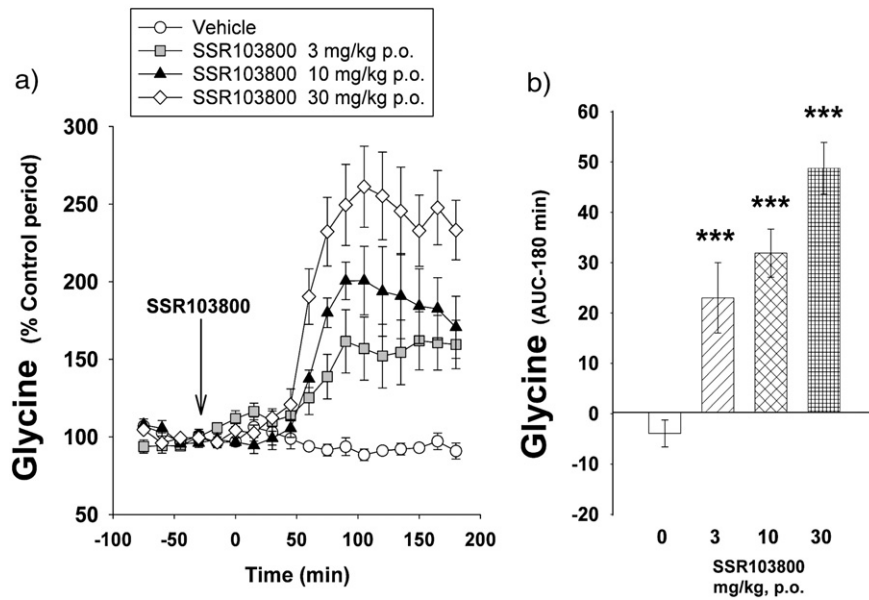 Vehicle
SSR103800 3 mg/kg p.o.
SSR103800 10 mg/kg p.o.
SSR103800 30 mg/kg p.o.
a)
300
250
200
150
100
50
Glycine (% Control period)
SSR103800
-100
-50
0
50
100
150
200
Time (min)
b)
60
50
40
30
20
10
0
-10
-20
Glycine (AUC-180 min)
***
***
***
0
3
10
30
SSR103800
mg/kg, p.o.